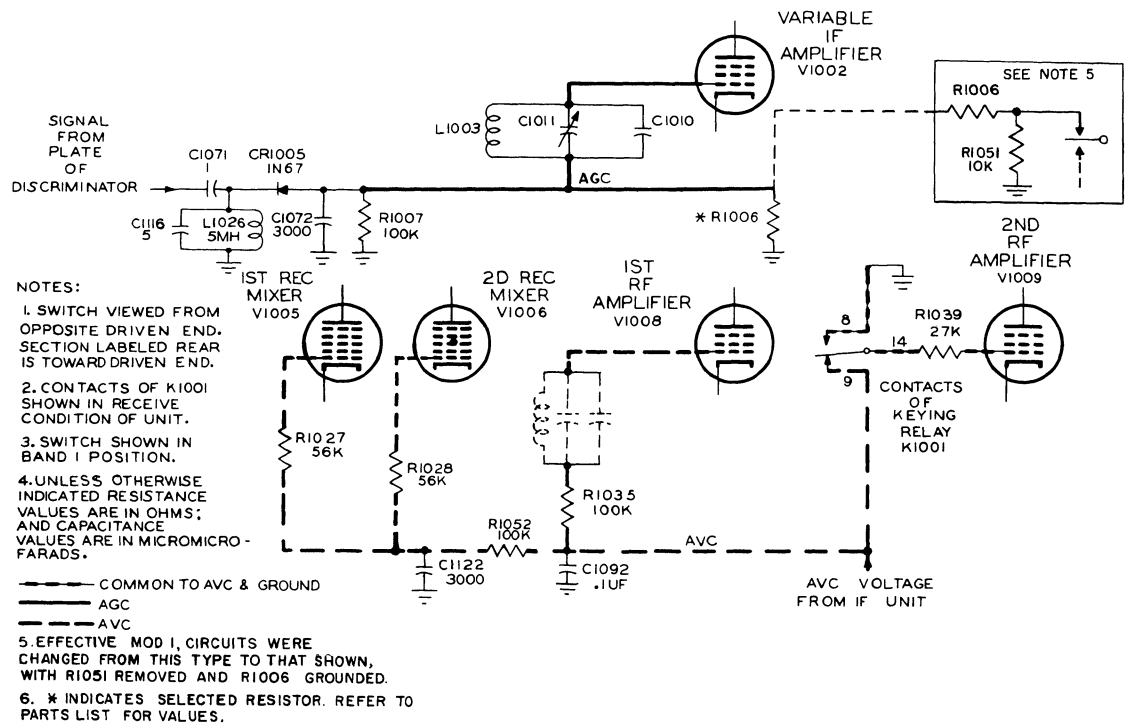 VARIABLE
IF
AMPLIFIER
V1002
SEE NOTE 5
R1006
R1051
10K
L1003
C1011
C1010
SIGNAL
FROM
PLATE
OF
DISCRIMINATOR
C1071
1
CR1005
1N67
AGC
C1116
5
L1026
5MH
C1072
3000
R1007
100K
* R1006
1ST REC
MIXER
V1005
2D REC
MIXER
V1006
1ST
RF
AMPLIFIER
V1008
2ND
RF
AMPLIFIER
V1009
8
14
9
R1039
27K
CONTACTS
OF
KEYING
RELAY
K1001
R1027
56K
R1028
56K
R1035
100K
R1052
100K
AVC
C1122
3000
C1092
.1UF
AVC VOLTAGE
FROM IF UNIT
NOTES:
1. SWITCH VIEWED FROM
OPPOSITE DRIVEN END.
SECTION LABELED REAR
IS TOWARD DRIVEN END.
2. CONTACTS OF K1001
SHOWN IN RECEIVE
CONDITION OF UNIT.
3. SWITCH SHOWN IN
BAND 1 POSITION.
4. UNLESS OTHERWISE
INDICATED RESISTANCE
VALUES ARE IN OHMS;
AND CAPACITANCE
VALUES ARE IN MICROMICRO-
FARADS.
COMMON TO AVC & GROUND
AGC
AVC
5. EFFECTIVE MOD 1, CIRCUITS WERE
CHANGED FROM THIS TYPE TO THAT SHOWN,
WITH R1051 REMOVED AND R1006 GROUNDED.
6. * INDICATES SELECTED RESISTOR. REFER TO
PARTS LIST FOR VALUES.